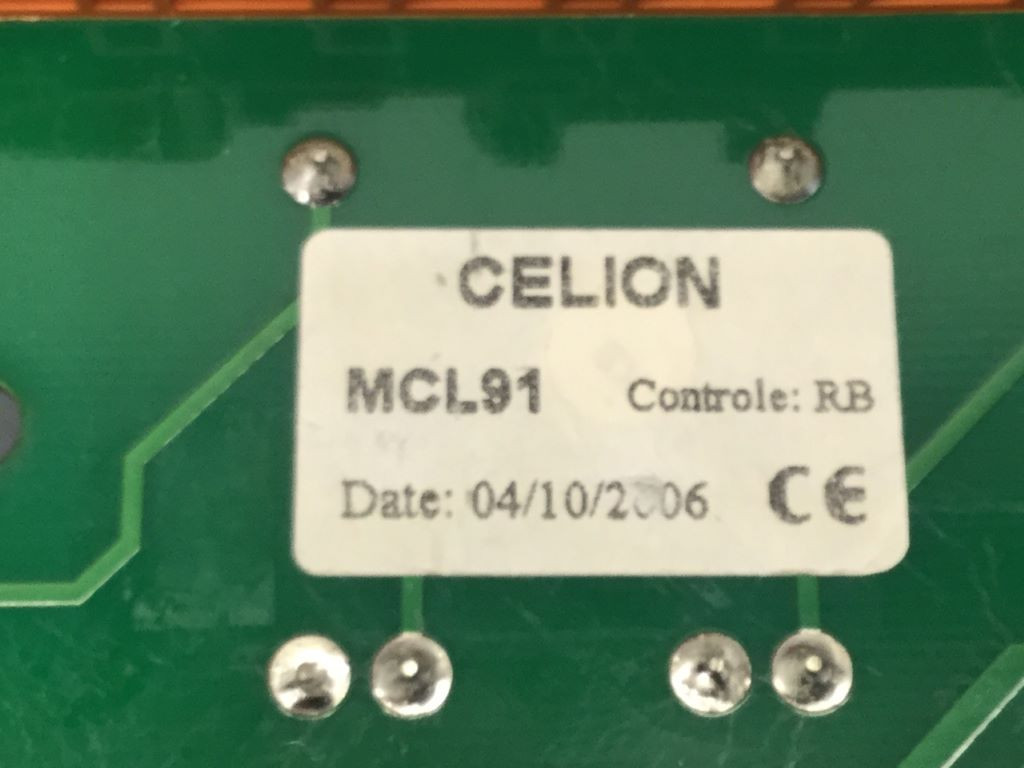 CELION
MCL91 Controle: RB
Date: 04/10/2006 CE